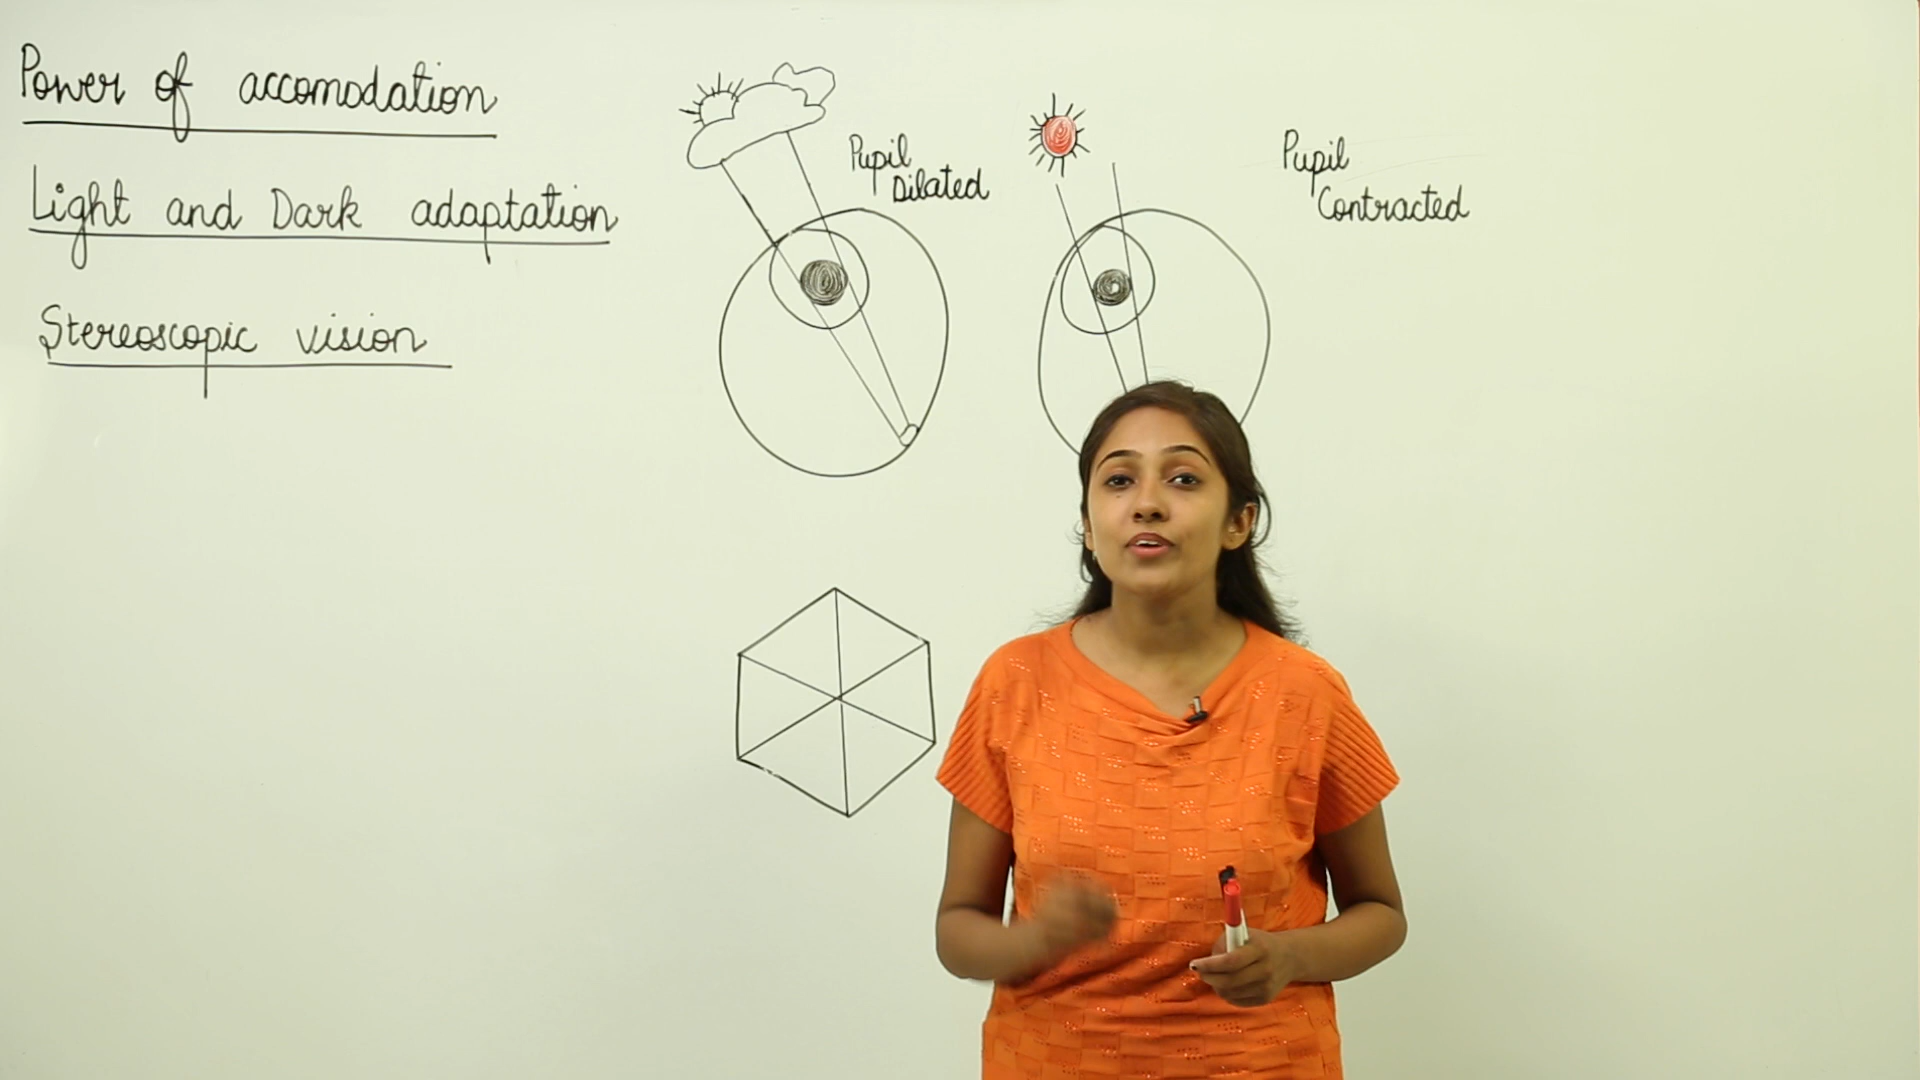 Power of accomodation
Light and Dark adaptation
Stereoscopic vision
Pupil
Dilated
Pupil
Contracted